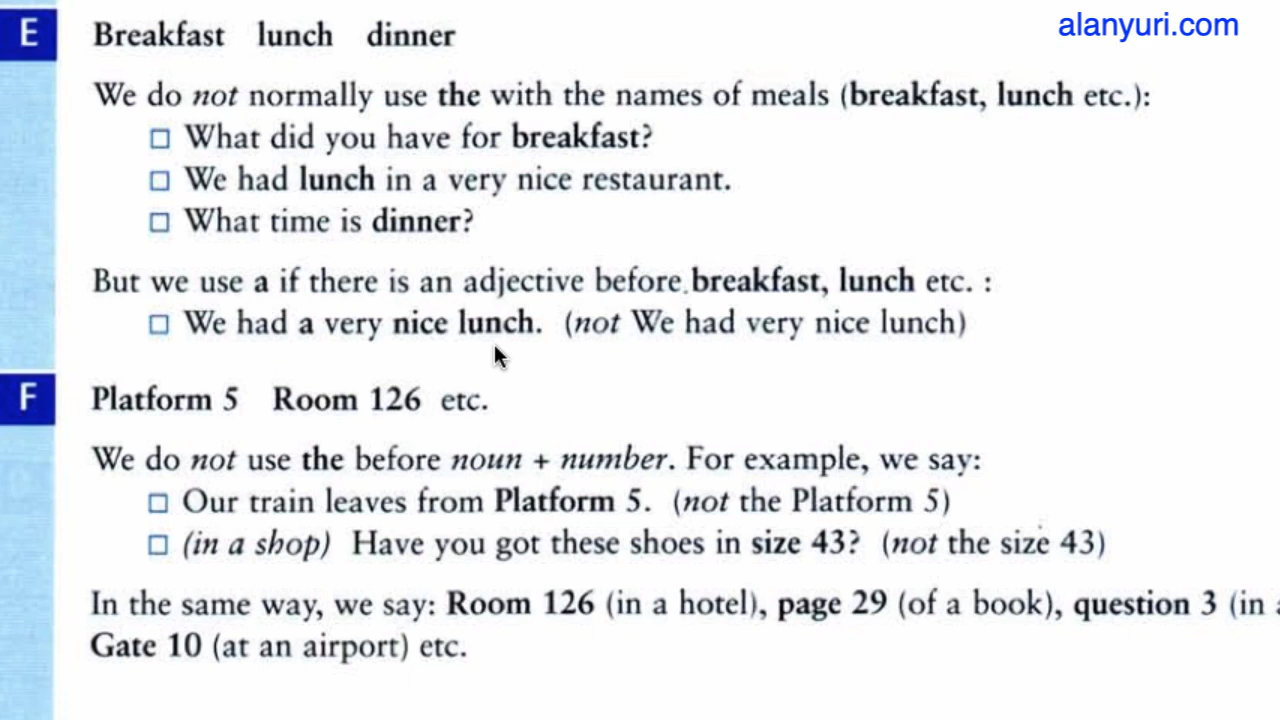 alanyuri.com
E Breakfast lunch dinner
We do not normally use the with the names of meals (breakfast, lunch etc.):
□ What did you have for breakfast?
□ We had lunch in a very nice restaurant.
□ What time is dinner?
But we use a if there is an adjective before breakfast, lunch etc. :
□ We had a very nice lunch. (not We had very nice lunch)
F Platform 5 Room 126 etc.
We do not use the before noun + number. For example, we say:
□ Our train leaves from Platform 5. (not the Platform 5)
□ (in a shop) Have you got these shoes in size 43? (not the size 43)
In the same way, we say: Room 126 (in a hotel), page 29 (of a book), question 3 (in
Gate 10 (at an airport) etc.